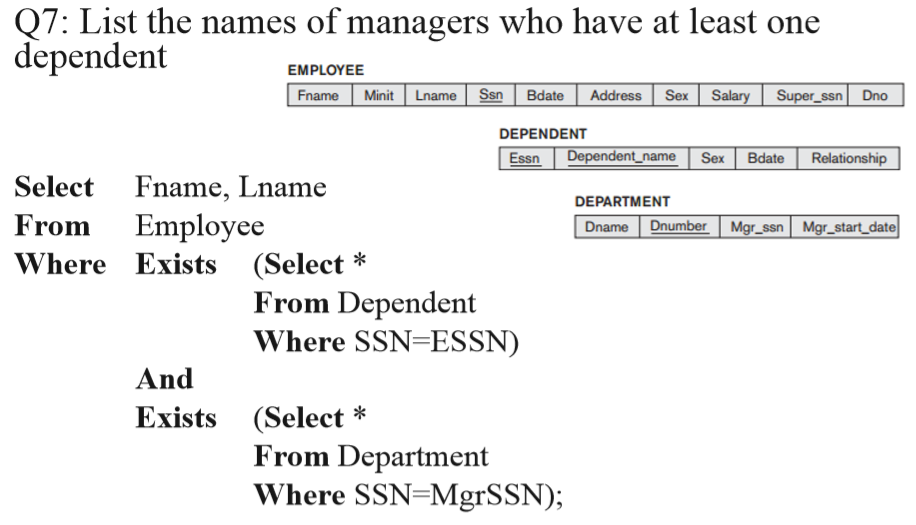 Q7: List the names of managers who have at least one
dependent
EMPLOYEE
Fname Minit Lname Ssn Bdate Address Sex Salary Super_ssn Dno
DEPENDENT
Essn Dependent_name Sex Bdate Relationship
DEPARTMENT
Dname Dnumber Mgr_ssn Mgr_start_date
Select Fname, Lname
From Employee
Where Exists (Select *
From Dependent
Where SSN=ESSN)
And
Exists (Select *
From Department
Where SSN=MgrSSN);